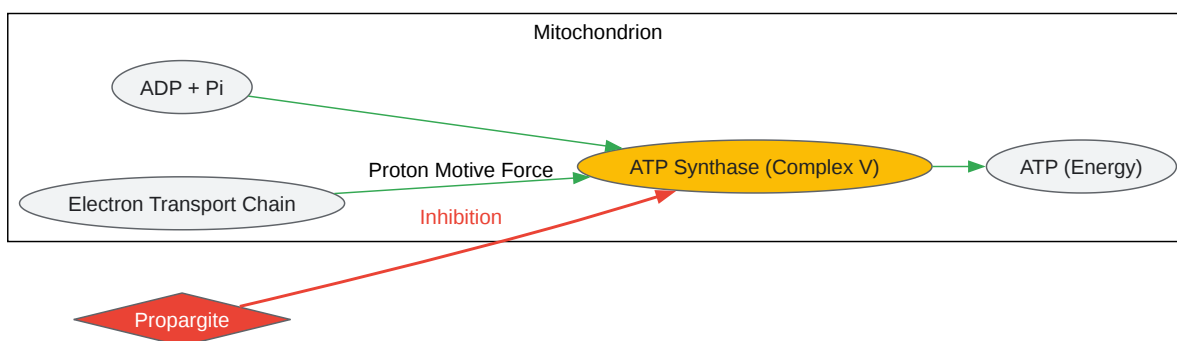 Mitochondrion
ADP + Pi
Proton Motive Force
ATP Synthase (Complex V)
ATP (Energy)
Electron Transport Chain
Inhibition
Propargite